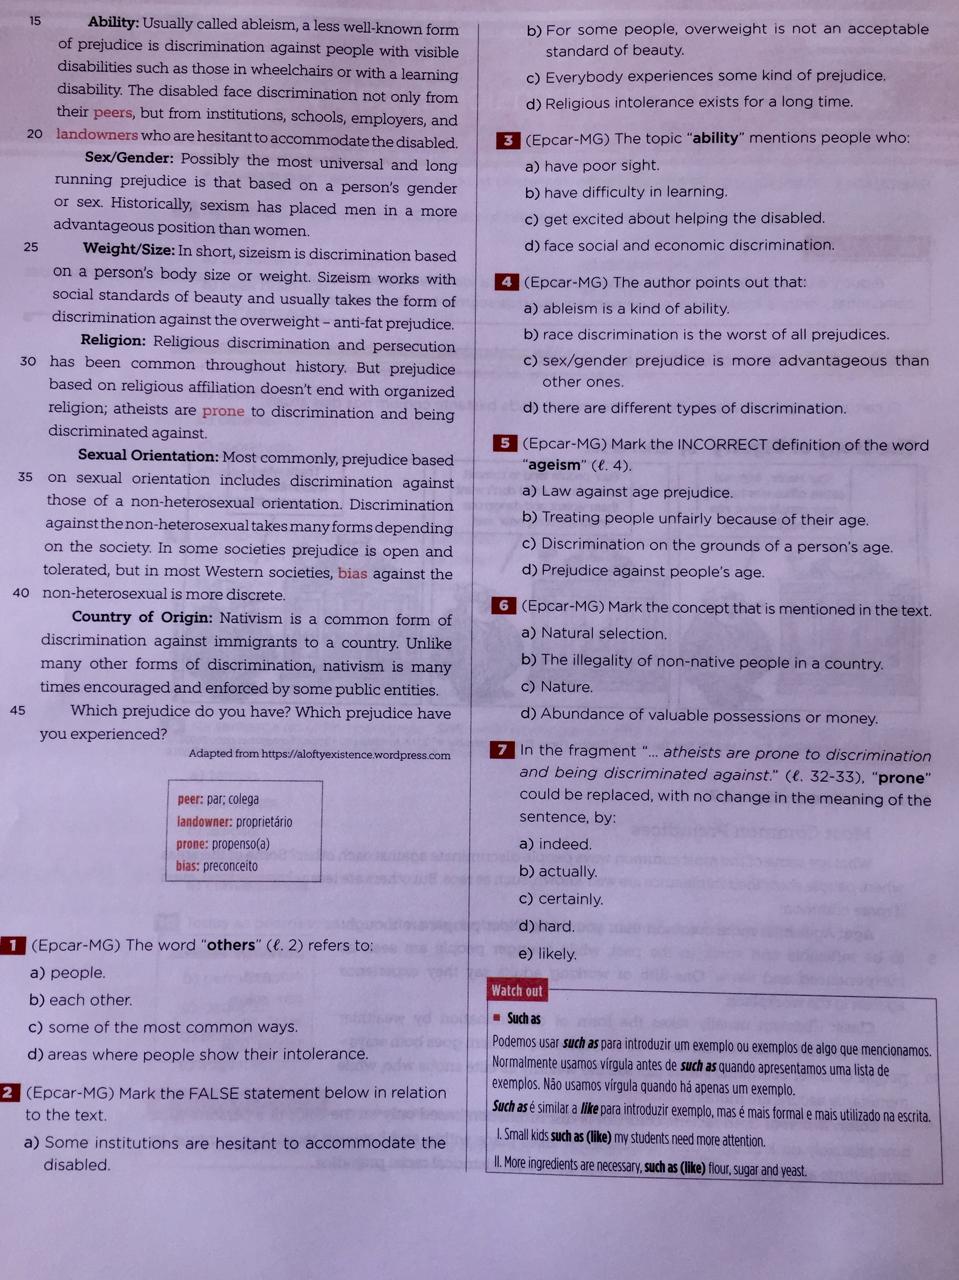 15 Ability: Usually called ableism, a less well-known form
of prejudice is discrimination against people with visible
disabilities such as those in wheelchairs or with a learning
disability. The disabled face discrimination not only from
their peers, but from institutions, schools, employers, and
20 landowners who are hesitant to accommodate the disabled.
Sex/Gender: Possibly the most universal and long
running prejudice is that based on a person's gender
or sex. Historically, sexism has placed men in a more
advantageous position than women.
25 Weight/Size: In short, sizeism is discrimination based
on a person's body size or weight. Sizeism works with
social standards of beauty and usually takes the form of
discrimination against the overweight – anti-fat prejudice.
Religion: Religious discrimination and persecution
30 has been common throughout history. But prejudice
based on religious affiliation doesn't end with organized
religion; atheists are prone to discrimination and being
discriminated against.
Sexual Orientation: Most commonly, prejudice based
35 on sexual orientation includes discrimination against
those of a non-heterosexual orientation. Discrimination
against the non-heterosexual takes many forms depending
on the society. In some societies prejudice is open and
tolerated, but in most Western societies, bias against the
40 non-heterosexual is more discrete.
Country of Origin: Nativism is a common form of
discrimination against immigrants to a country. Unlike
many other forms of discrimination, nativism is many
times encouraged and enforced by some public entities.
45 Which prejudice do you have? Which prejudice have
you experienced?
Adapted from https://aloftyexistence.wordpress.com
peer: par; colega
landowner: proprietário
prone: propenso(a)
bias: preconceito
1 (Epcar-MG) The word "others" (ℓ. 2) refers to:
a) people.
b) each other.
c) some of the most common ways.
d) areas where people show their intolerance.
2 (Epcar-MG) Mark the FALSE statement below in relation
to the text.
a) Some institutions are hesitant to accommodate the
disabled.
b) For some people, overweight is not an acceptable
standard of beauty.
c) Everybody experiences some kind of prejudice.
d) Religious intolerance exists for a long time.
3 (Epcar-MG) The topic "ability" mentions people who:
a) have poor sight.
b) have difficulty in learning.
c) get excited about helping the disabled.
d) face social and economic discrimination.
4 (Epcar-MG) The author points out that:
a) ableism is a kind of ability.
b) race discrimination is the worst of all prejudices.
c) sex/gender prejudice is more advantageous than
other ones.
d) there are different types of discrimination.
5 (Epcar-MG) Mark the INCORRECT definition of the word
"ageism" (ℓ. 4).
a) Law against age prejudice.
b) Treating people unfairly because of their age.
c) Discrimination on the grounds of a person's age.
d) Prejudice against people's age.
6 (Epcar-MG) Mark the concept that is mentioned in the text.
a) Natural selection.
b) The illegality of non-native people in a country.
c) Nature.
d) Abundance of valuable possessions or money.
7 In the fragment "... atheists are prone to discrimination
and being discriminated against." (ℓ. 32-33), "prone"
could be replaced, with no change in the meaning of the
sentence, by:
a) indeed.
b) actually.
c) certainly.
d) hard.
e) likely.
Watch out
▪ Such as
Podemos usar such as para introduzir um exemplo ou exemplos de algo que mencionamos.
Normalmente usamos vírgula antes de such as quando apresentamos uma lista de
exemplos. Não usamos vírgula quando há apenas um exemplo.
Such as é similar a like para introduzir exemplo, mas é mais formal e mais utilizado na escrita.
I. Small kids such as (like) my students need more attention.
II. More ingredients are necessary, such as (like) flour, sugar and yeast.